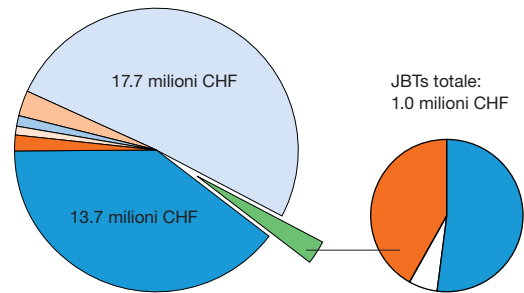 17.7 milioni CHF
JBTs totale:
1.0 milioni CHF
13.7 milioni CHF